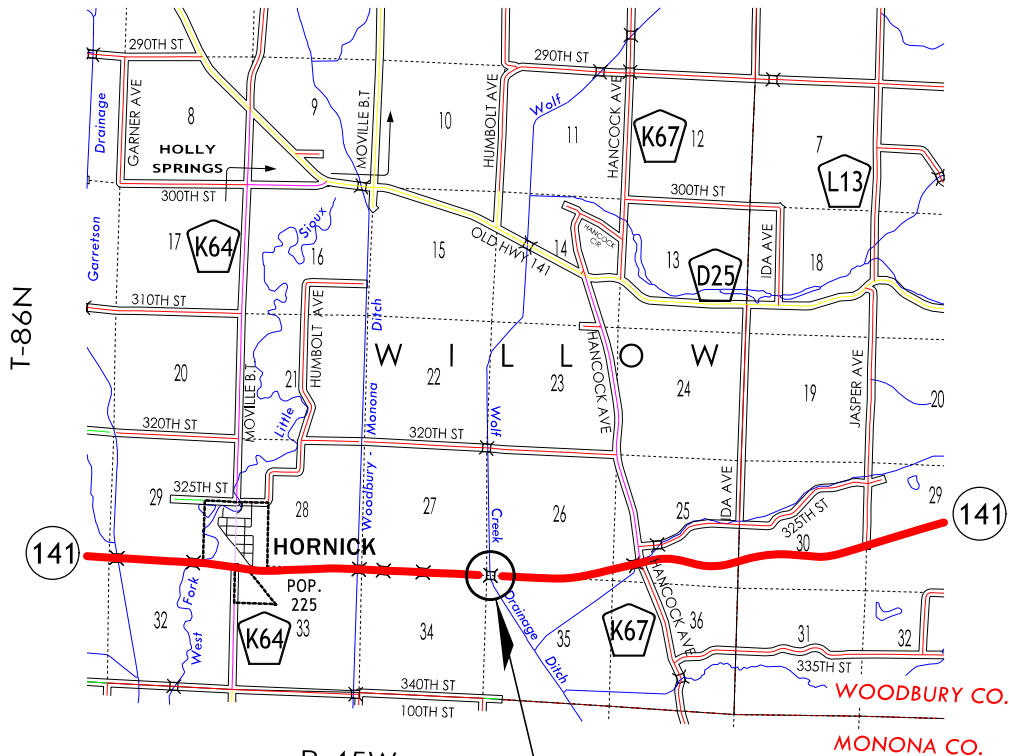 290TH ST
290TH ST
GARNER AVE
MOVILLE B.T
HUMBOLT AVE
HANCOCK AVE
Drainage
8
9
10
11
12
7
Wolf
K67
L13
HOLLY
SPRINGS
300TH ST
300TH ST
Garretson
17
K64
Sioux
16
15
OLD HWY 141
14
HANCOCK
CIR
13
D25
IDA AVE
18
T-86N
310TH ST
HUMBOLT AVE
Ditch
WILLOW
HANCOCK AVE
JASPER AVE
20
21
22
23
24
19
20
MOVILLE B.T
Little
Monona
Wolf
320TH ST
320TH ST
325TH ST
29
28
27
26
25
IDA AVE
325TH ST
29
Woodbury -
Creek
141
HORNICK
30
141
POP.
225
Fork
West
32
K64
33
34
Drainage
Ditch
35
K67
HANCOCK AVE
36
31
32
335TH ST
340TH ST
100TH ST
WOODBURY CO.
MONONA CO.